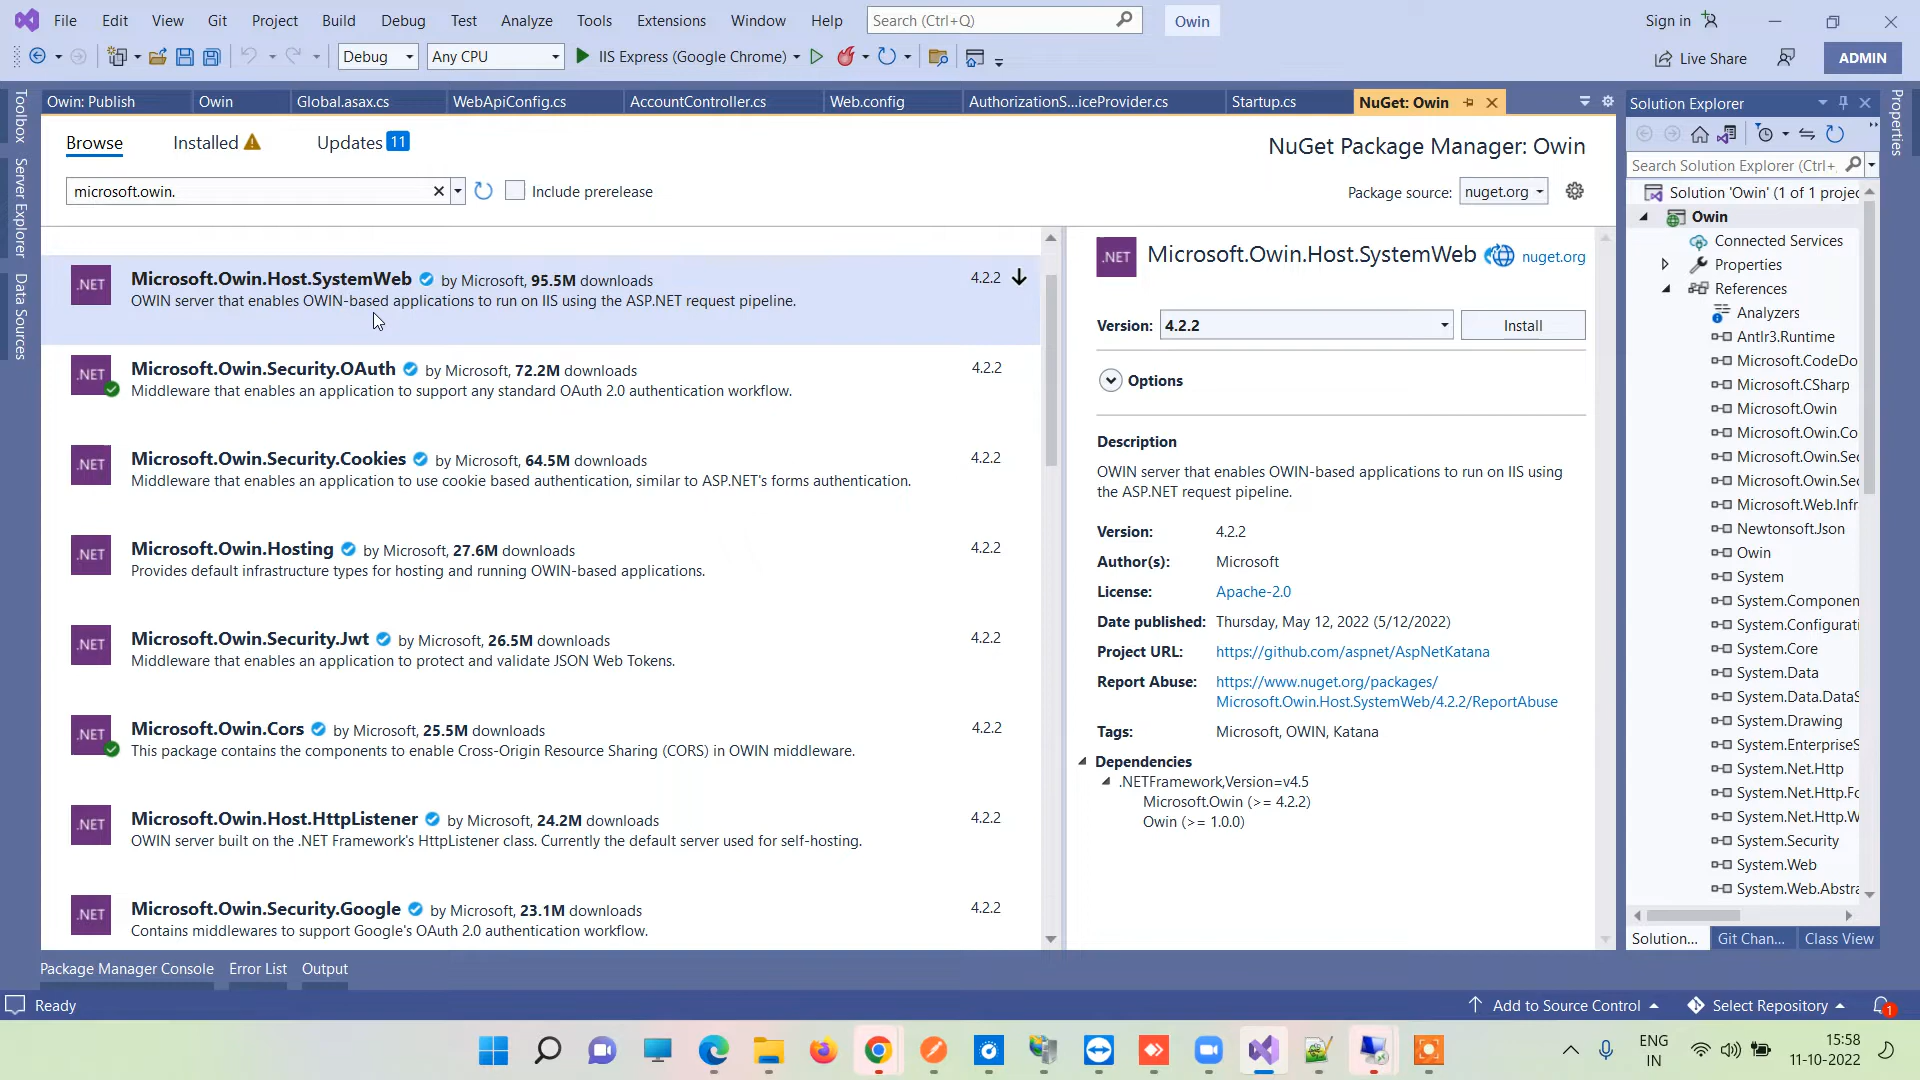 File Edit View Git Project Build Debug Test Analyze Tools Extensions Window Help Search (Ctrl+Q) Owin Sign in
Debug Any CPU IIS Express (Google Chrome) Live Share ADMIN
Owin: Publish Owin Global.asax.cs WebApiConfig.cs AccountController.cs Web.config AuthorizationS...iceProvider.cs Startup.cs NuGet: Owin
Toolbox
Server Explorer
Data Sources
Browse Installed Updates 11
NuGet Package Manager: Owin
microsoft.owin. Include prerelease
Package source: nuget.org
.NET Microsoft.Owin.Host.SystemWeb by Microsoft, 95.5M downloads 4.2.2
OWIN server that enables OWIN-based applications to run on IIS using the ASP.NET request pipeline.
.NET Microsoft.Owin.Security.OAuth by Microsoft, 72.2M downloads 4.2.2
Middleware that enables an application to support any standard OAuth 2.0 authentication workflow.
.NET Microsoft.Owin.Security.Cookies by Microsoft, 64.5M downloads 4.2.2
Middleware that enables an application to use cookie based authentication, similar to ASP.NET's forms authentication.
.NET Microsoft.Owin.Hosting by Microsoft, 27.6M downloads 4.2.2
Provides default infrastructure types for hosting and running OWIN-based applications.
.NET Microsoft.Owin.Security.Jwt by Microsoft, 26.5M downloads 4.2.2
Middleware that enables an application to protect and validate JSON Web Tokens.
.NET Microsoft.Owin.Cors by Microsoft, 25.5M downloads 4.2.2
This package contains the components to enable Cross-Origin Resource Sharing (CORS) in OWIN middleware.
.NET Microsoft.Owin.Host.HttpListener by Microsoft, 24.2M downloads 4.2.2
OWIN server built on the .NET Framework's HttpListener class. Currently the default server used for self-hosting.
.NET Microsoft.Owin.Security.Google by Microsoft, 23.1M downloads 4.2.2
Contains middlewares to support Google's OAuth 2.0 authentication workflow.
.NET Microsoft.Owin.Host.SystemWeb nuget.org
Version: 4.2.2 Install
Options
Description
OWIN server that enables OWIN-based applications to run on IIS using
the ASP.NET request pipeline.
Version: 4.2.2
Author(s): Microsoft
License: Apache-2.0
Date published: Thursday, May 12, 2022 (5/12/2022)
Project URL: https://github.com/aspnet/AspNetKatana
Report Abuse: https://www.nuget.org/packages/
Microsoft.Owin.Host.SystemWeb/4.2.2/ReportAbuse
Tags: Microsoft, OWIN, Katana
Dependencies
.NETFramework,Version=v4.5
Microsoft.Owin (>= 4.2.2)
Owin (>= 1.0.0)
Solution Explorer
Search Solution Explorer (Ctrl+,
Solution 'Owin' (1 of 1 projec
Owin
Connected Services
Properties
References
Analyzers
Antlr3.Runtime
Microsoft.CodeDo
Microsoft.CSharp
Microsoft.Owin
Microsoft.Owin.Co
Microsoft.Owin.Sec
Microsoft.Owin.Sec
Microsoft.Web.Infr
Newtonsoft.Json
Owin
System
System.Componen
System.Configurati
System.Core
System.Data
System.Data.DataS
System.Drawing
System.EnterpriseS
System.Net.Http
System.Net.Http.Fo
System.Net.Http.W
System.Security
System.Web
System.Web.Abstra
Solution... Git Chan... Class View
Properties
Package Manager Console Error List Output
Ready Add to Source Control Select Repository 1
ENG
IN
15:58
11-10-2022